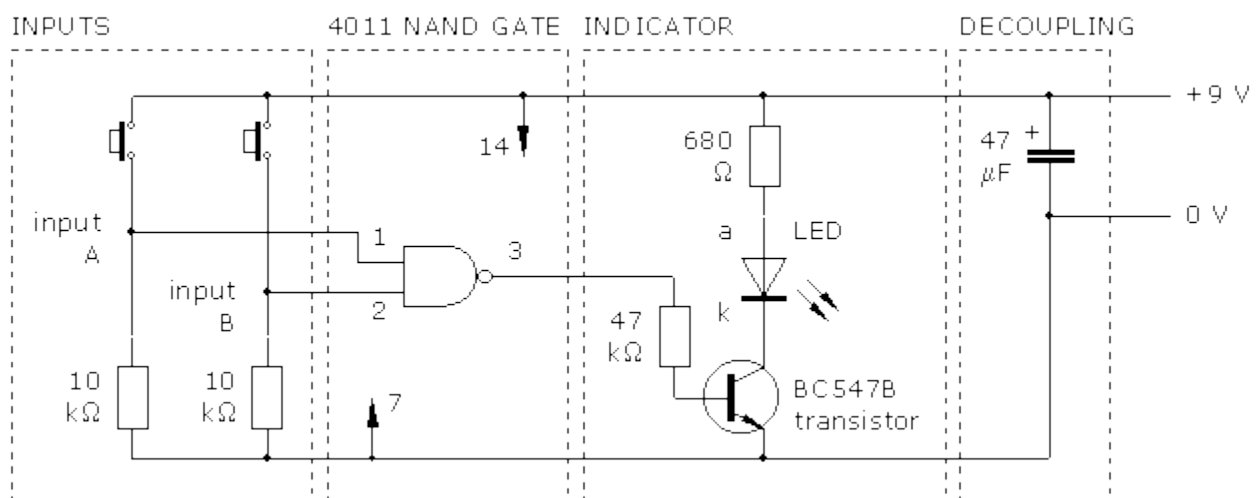 INPUTS
4011 NAND GATE
INDICATOR
DECOUPLING
+9 V
14
680
Ω
47
+
µF
0 V
input
A
1
3
a
LED
input
B
2
k
47
kΩ
10
kΩ
10
kΩ
7
BC547B
transistor